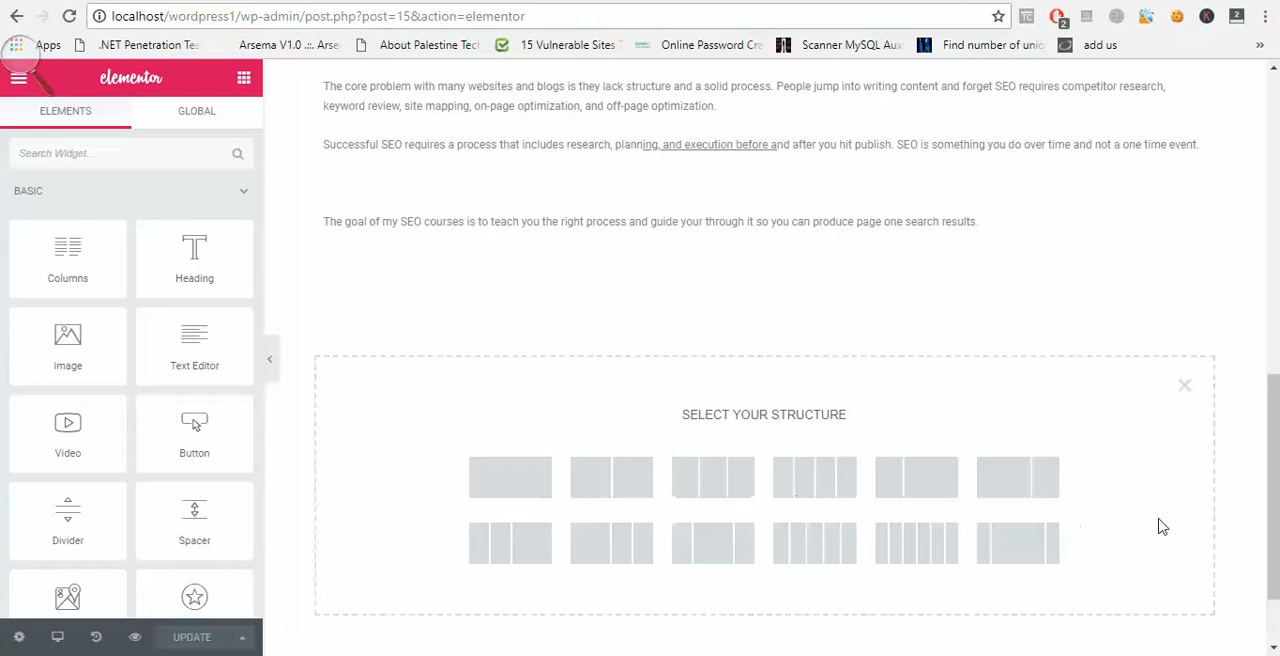 localhost/wordpress1/wp-admin/post.php?post=15&action=elementor
2
2
Apps
.NET Penetration Tes
Arsema V1.0 .:. Arse
About Palestine Tech
15 Vulnerable Sites
Online Password Cra
Scanner MySQL Aux
Find number of uniq
add us
»
elementor
ELEMENTS
GLOBAL
Search Widget...
BASIC
Columns
Heading
Image
Text Editor
Video
Button
Divider
Spacer
UPDATE
The core problem with many websites and blogs is they lack structure and a solid process. People jump into writing content and forget SEO requires competitor research,
keyword review, site mapping, on-page optimization, and off-page optimization.
Successful SEO requires a process that includes research, planning, and execution before and after you hit publish. SEO is something you do over time and not a one time event.
The goal of my SEO courses is to teach you the right process and guide your through it so you can produce page one search results.
SELECT YOUR STRUCTURE